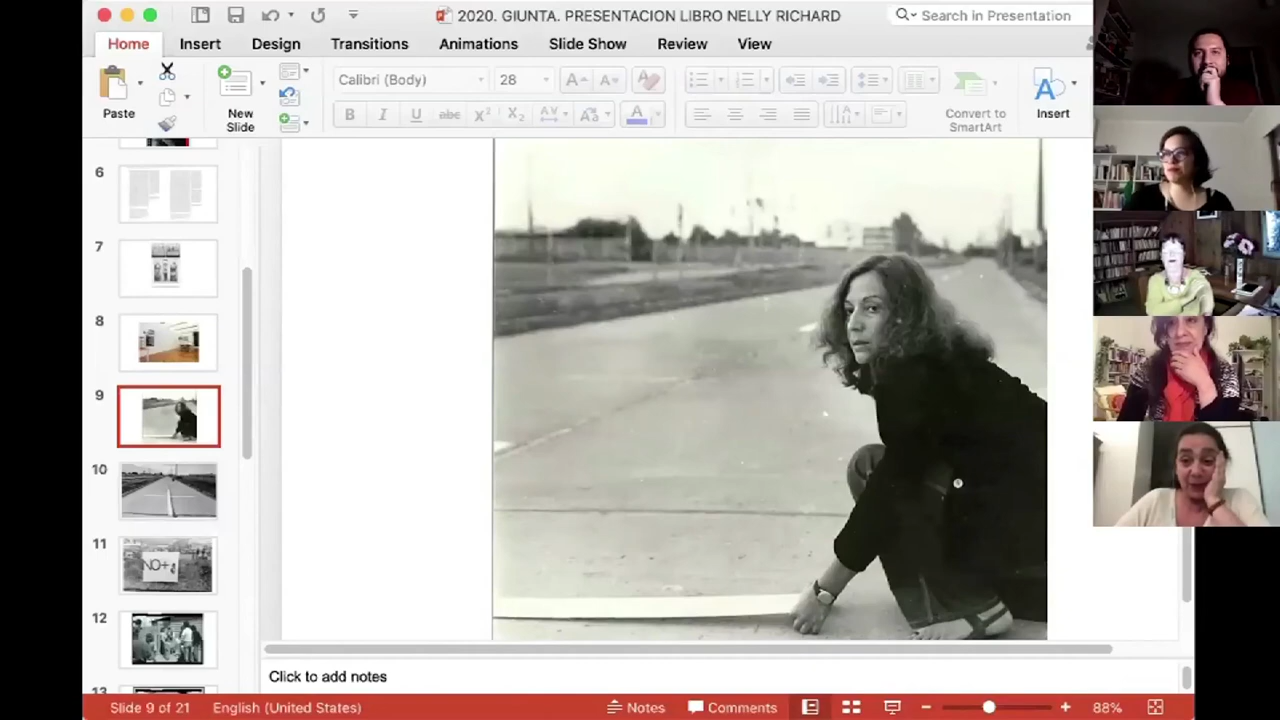 2020. GIUNTA. PRESENTACION LIBRO NELLY RICHARD
Search in Presentation
Home Insert Design Transitions Animations Slide Show Review View
Calibri (Body) 28
Paste
New Slide
Convert to SmartArt
Insert
6
7
8
9
10
11
NO+
12
13
Click to add notes
Slide 9 of 21 English (United States) Notes Comments 88%